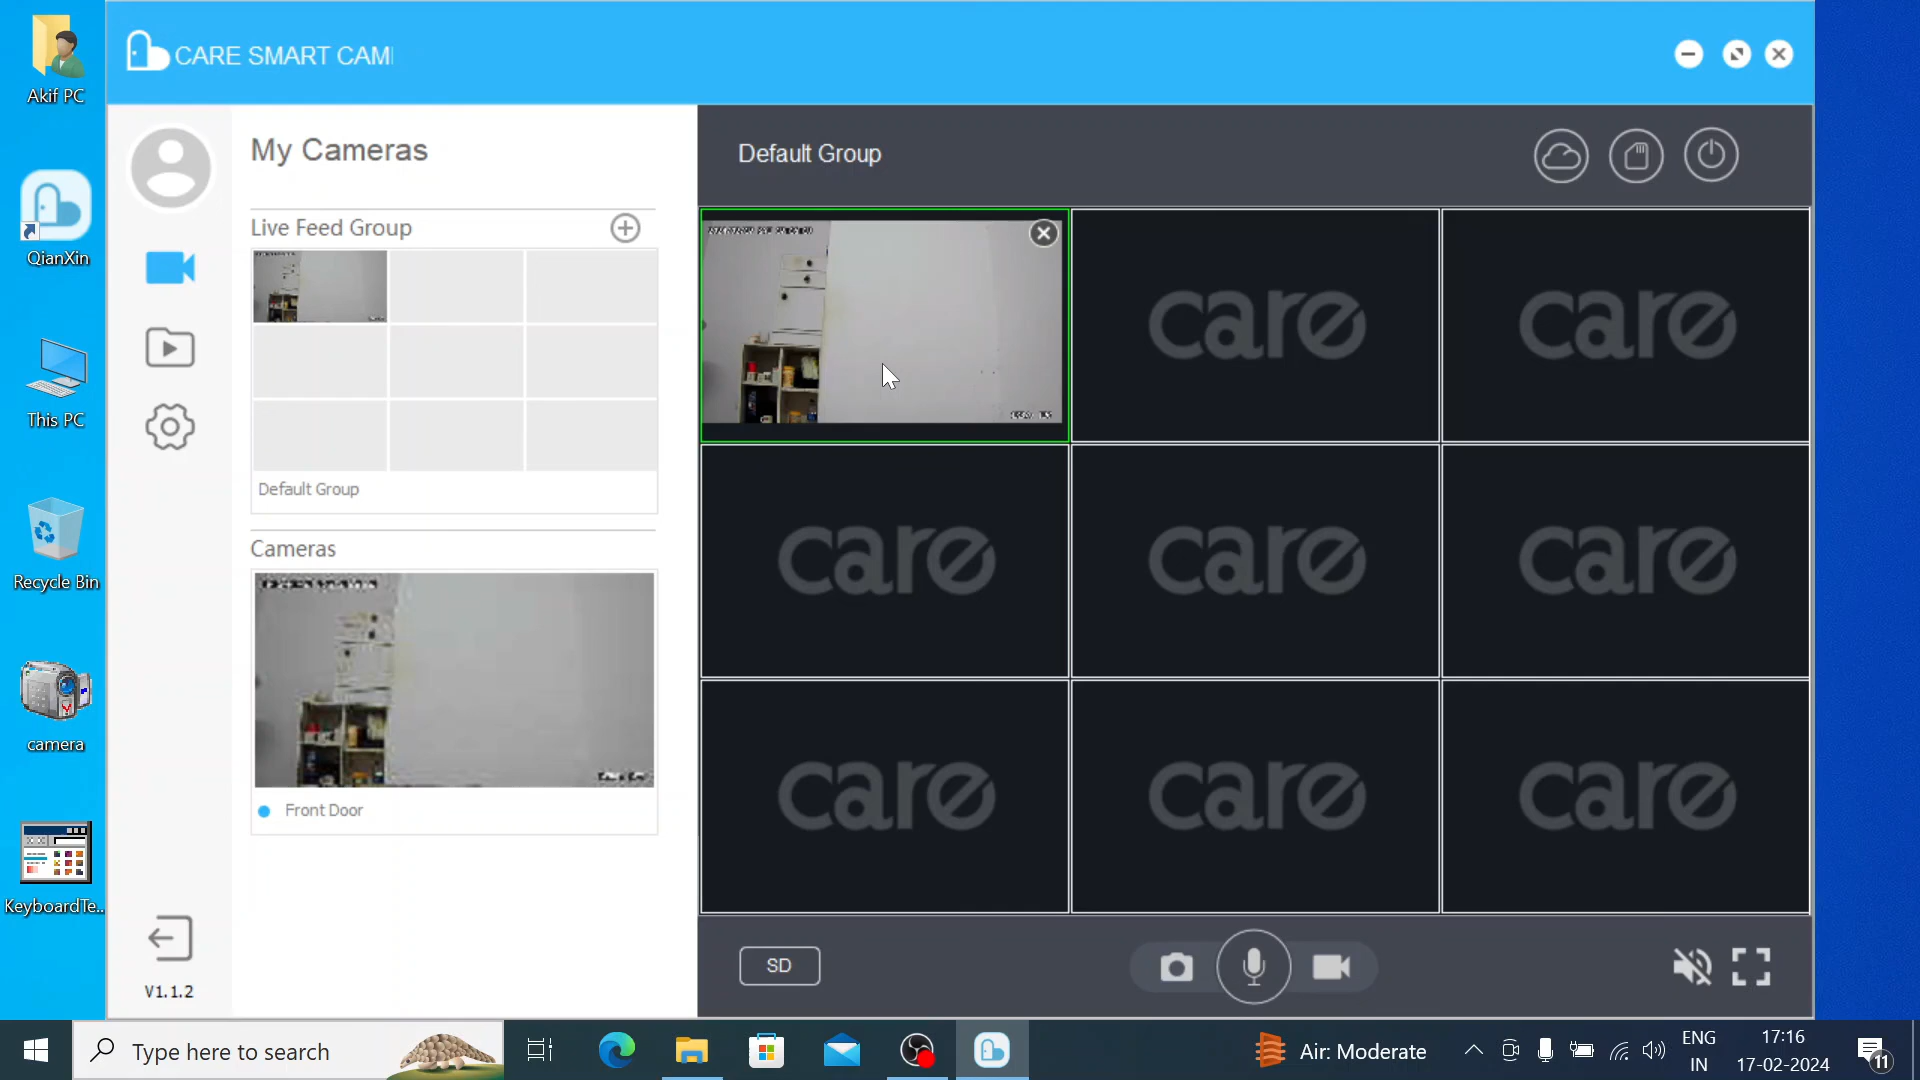 Akif PC
QianXin
This PC
Recycle Bin
camera
KeyboardTe...
CARE SMART CAM
My Cameras
Live Feed Group
Default Group
Cameras
Front Door
V1.1.2
Default Group
care
care
care
care
care
care
care
care
SD
Type here to search
Air: Moderate
ENG
IN
17:16
17-02-2024
11